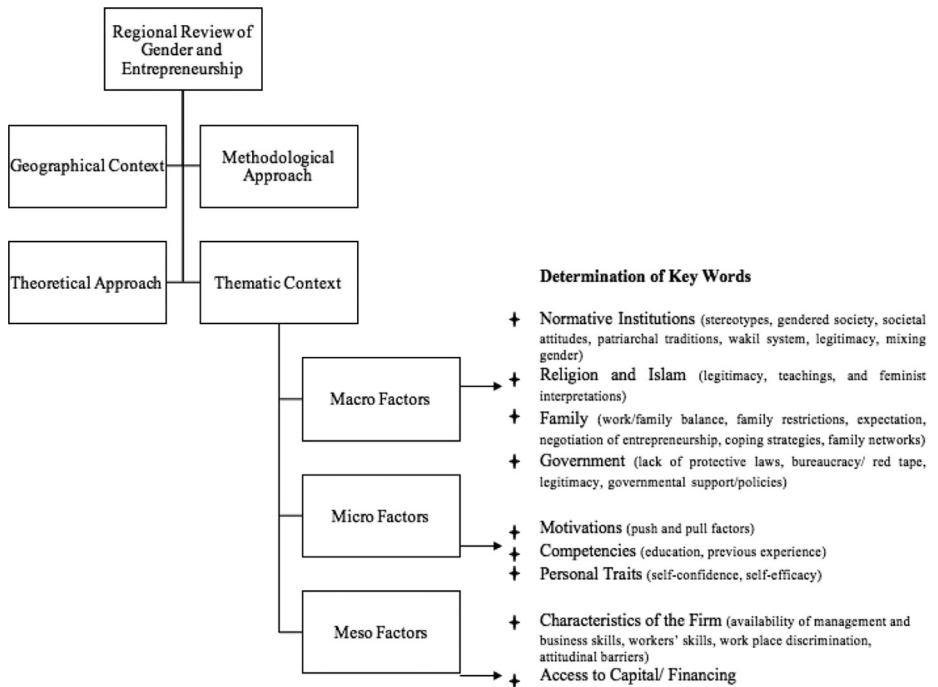 Regional Review of
Gender and
Entrepreneurship
Geographical Context
Methodological
Approach
Theoretical Approach
Thematic Context
Macro Factors
Micro Factors
Meso Factors
Determination of Key Words
Normative Institutions (stereotypes, gendered society, societal
attitudes, patriarchal traditions, wakil system, legitimacy, mixing
gender)
Religion and Islam (legitimacy, teachings, and feminist
interpretations)
Family (work/family balance, family restrictions, expectation,
negotiation of entrepreneurship, coping strategies, family networks)
Government (lack of protective laws, bureaucracy/ red tape,
legitimacy, governmental support/policies)
Motivations (push and pull factors)
Competencies (education, previous experience)
Personal Traits (self-confidence, self-efficacy)
Characteristics of the Firm (availability of management and
business skills, workers' skills, work place discrimination,
attitudinal barriers)
Access to Capital/ Financing